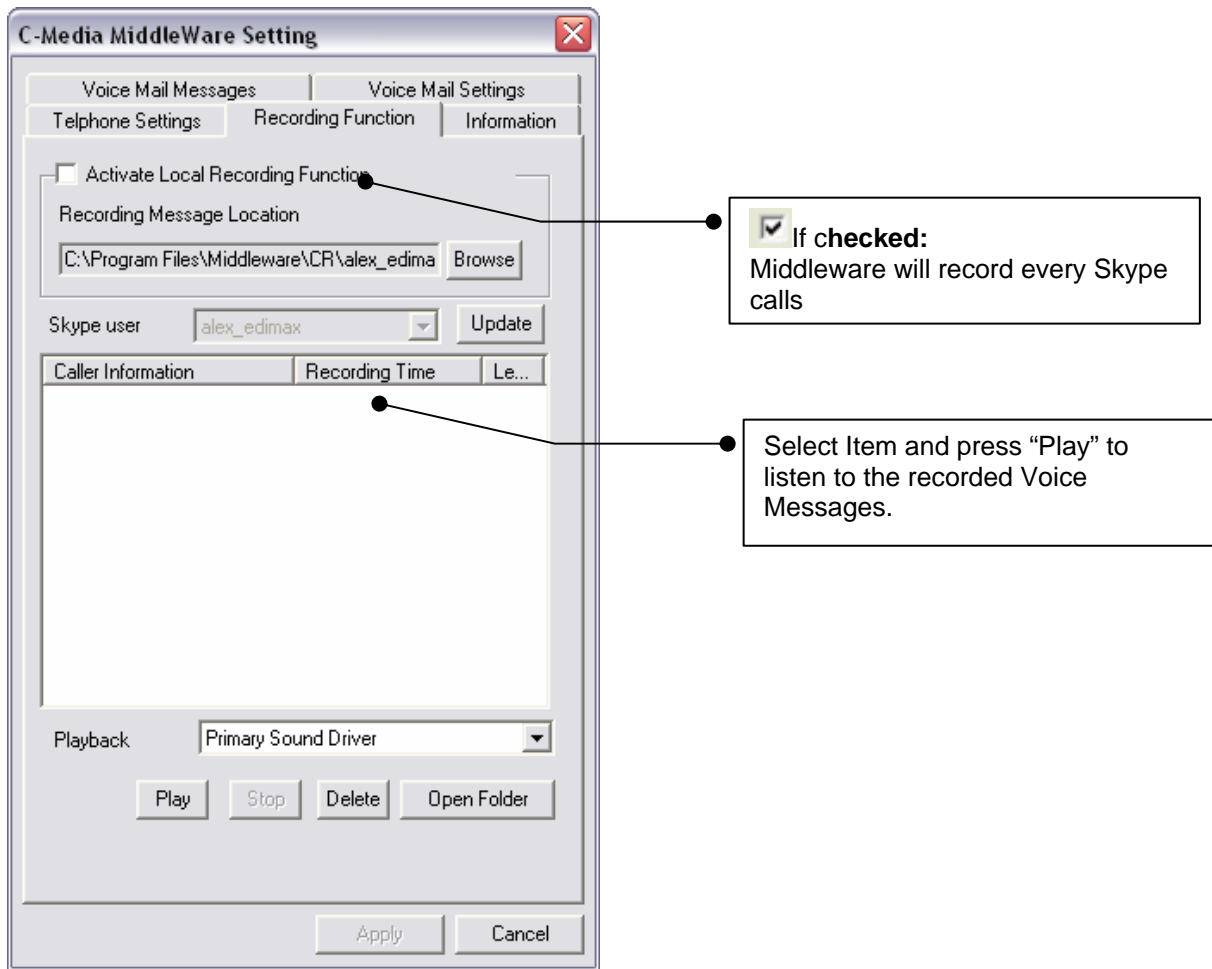 C-Media MiddleWare Setting
Voice Mail Messages Voice Mail Settings
Telphone Settings Recording Function Information
Activate Local Recording Function
Recording Message Location
C:\Program Files\Middleware\CR\alex_edima Browse
Skype user alex_edimax Update
Caller Information Recording Time Le...
Playback Primary Sound Driver
Play Stop Delete Open Folder
Apply Cancel
If checked:
Middleware will record every Skype
calls
Select Item and press “Play” to
listen to the recorded Voice
Messages.